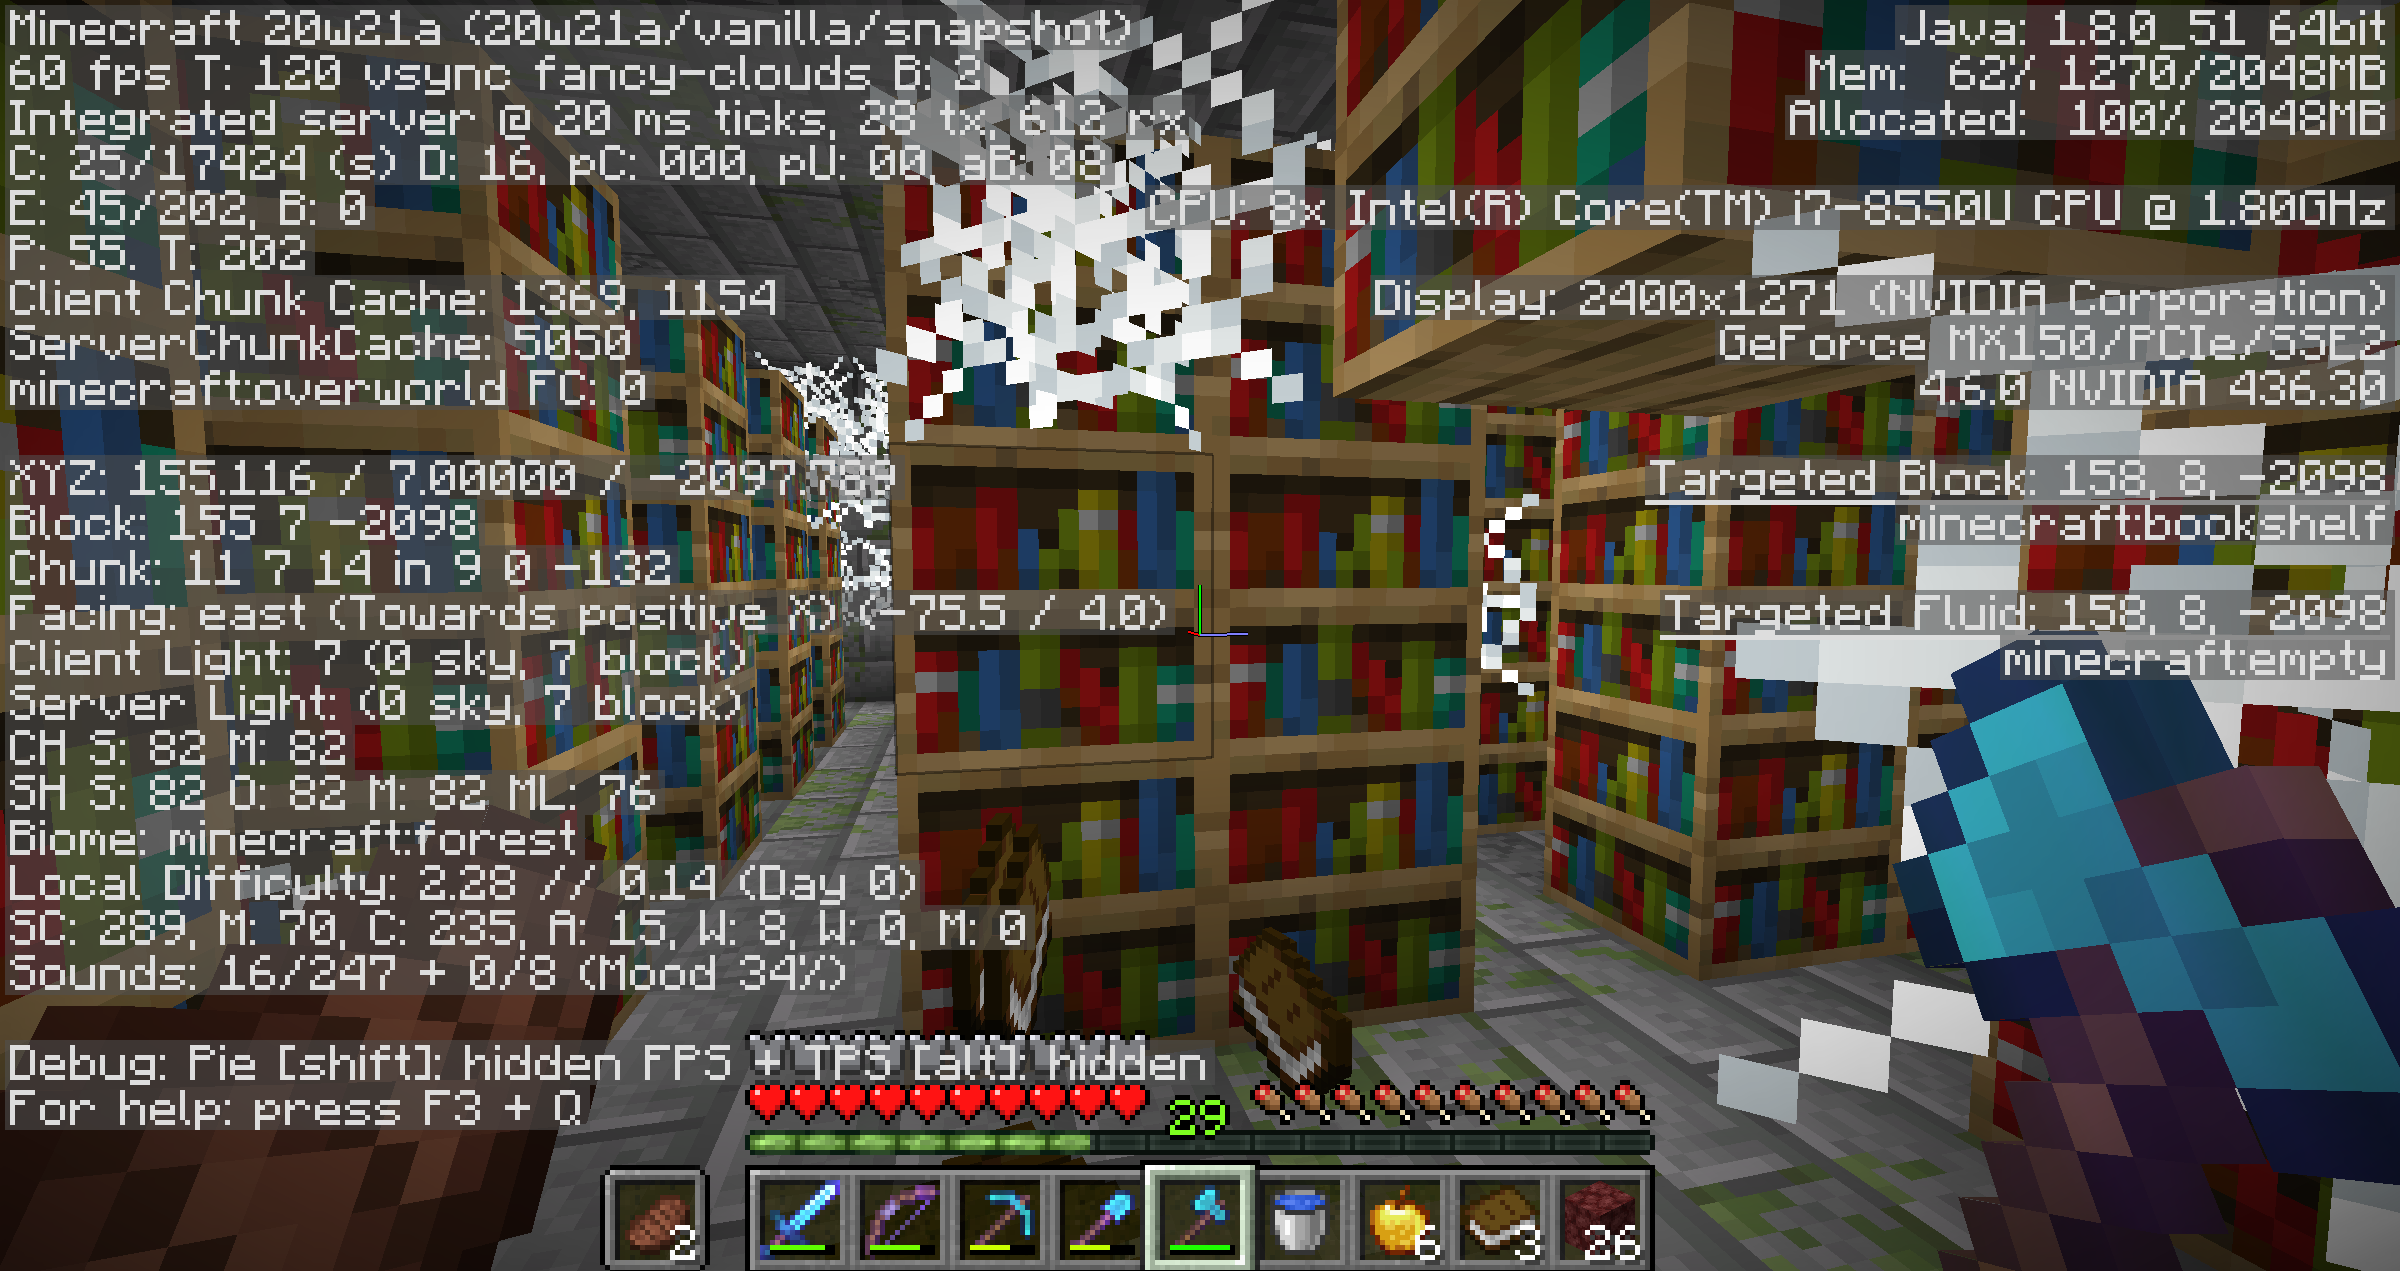 Minecraft 20w21a (20w21a/vanilla/snapshot)
60 fps T: 120 vsync fancy-clouds B: 2
Integrated server @ 20 ms ticks, 28 tx, 612 rx
C: 25/17424 (s) D: 16, pC: 000, pU: 00, aB: 08
E: 45/202, B: 0
P: 55. T: 202
Client Chunk Cache: 1369, 1154
ServerChunkCache: 5050
minecraft:overworld FC: 0
XYZ: 155.116 / 7.00000 / -2097.789
Block: 155 7 -2098
Chunk: 11 7 14 in 9 0 -132
Facing: east (Towards positive X) (-75.5 / 4.0)
Client Light: 7 (0 sky, 7 block)
Server Light: (0 sky, 7 block)
CH S: 82 M: 82
SH S: 82 O: 82 M: 82 ML: 76
Biome: minecraft:forest
Local Difficulty: 2.28 // 0.14 (Day 0)
SC: 289, M: 70, C: 235, A: 15, W: 8, W: 0, M: 0
Sounds: 16/247 + 0/8 (Mood 34%)
Debug: Pie [shift]: hidden FPS + TPS [alt]: hidden
For help: press F3 + Q
Java: 1.8.0_51 64bit
Mem: 62% 1270/2048MB
Allocated: 100% 2048MB
CPU: 8x Intel(R) Core(TM) i7-8550U CPU @ 1.80GHz
Display: 2400x1271 (NVIDIA Corporation)
GeForce MX150/PCIe/SSE2
4.6.0 NVIDIA 436.30
Targeted Block: 158, 8, -2098
minecraft:bookshelf
Targeted Fluid: 158, 8, -2098
minecraft:empty
29
2
6
3
26